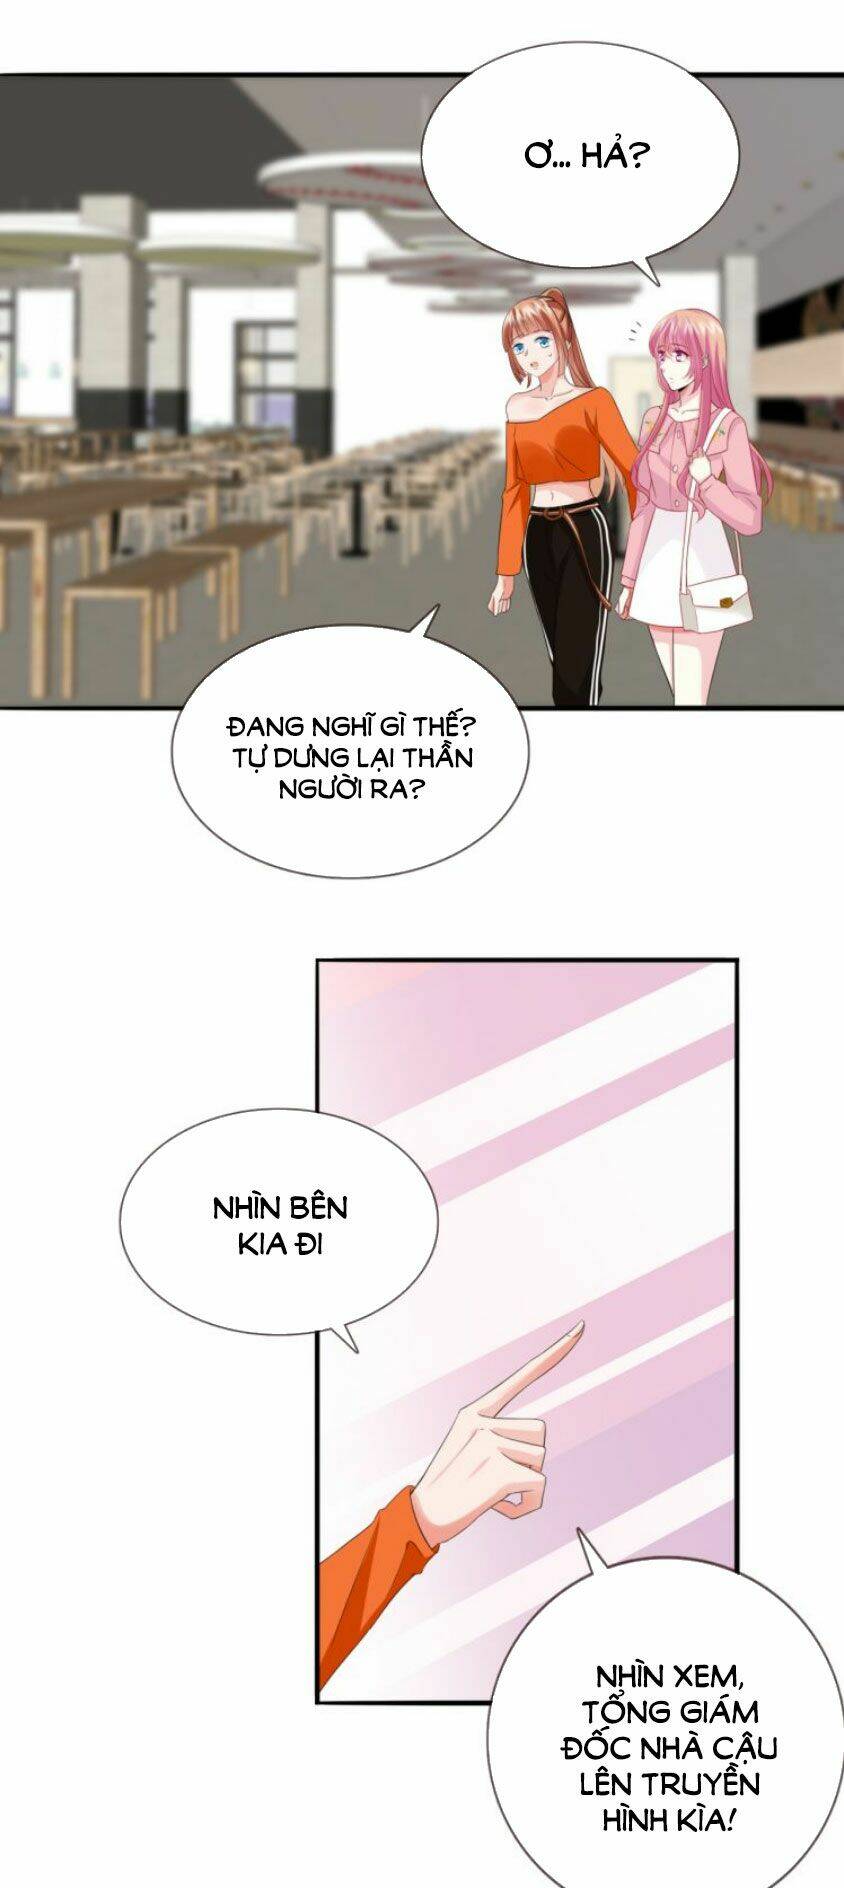 Ơ... HẢ?
ĐANG NGHĨ GÌ THẾ?
TỰ DƯNG LẠI THẦN
NGƯỜI RA?
NHÌN BÊN
KIA ĐI
NHÌN XEM,
TỔNG GIÁM
ĐỐC NHÀ CẬU
LÊN TRUYỀN
HÌNH KÌA!